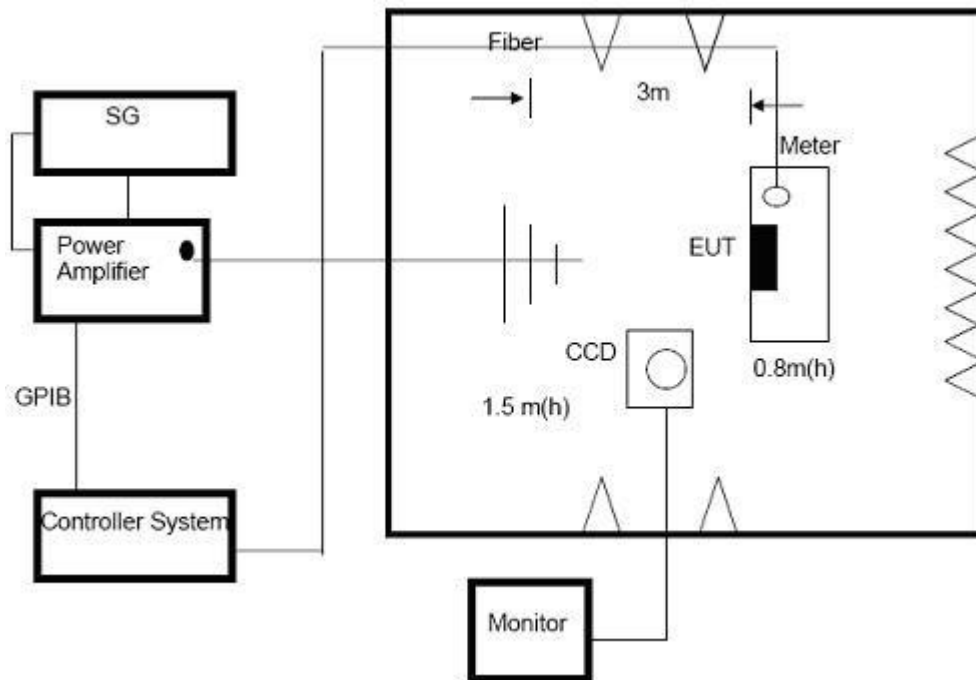 Fiber
SG
3m
Meter
Power
Amplifier
EUT
CCD
0.8m(h)
GPIB
1.5 m(h)
Controller System
Monitor